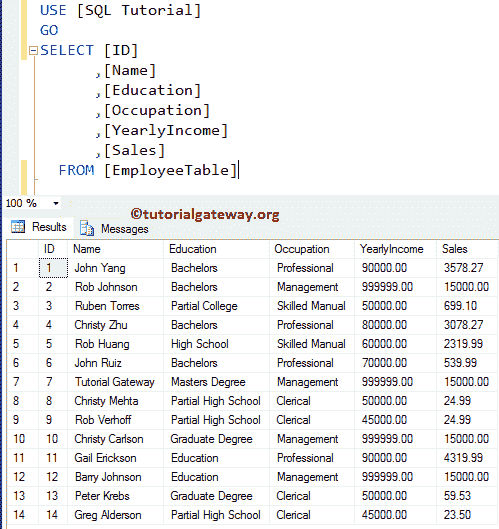 USE [SQL Tutorial]
GO
SELECT [ID]
,[Name]
,[Education]
,[Occupation]
,[YearlyIncome]
,[Sales]
FROM [EmployeeTable]
100 %
©tutorialgateway.org
Results Messages
ID Name Education Occupation YearlyIncome Sales
1 1 John Yang Bachelors Professional 90000.00 3578.27
2 2 Rob Johnson Bachelors Management 999999.00 15000.00
3 3 Ruben Torres Partial College Skilled Manual 50000.00 699.10
4 4 Christy Zhu Bachelors Professional 80000.00 3078.27
5 5 Rob Huang High School Skilled Manual 60000.00 2319.99
6 6 John Ruiz Bachelors Professional 70000.00 539.99
7 7 Tutorial Gateway Masters Degree Management 999999.00 15000.00
8 8 Christy Mehta Partial High School Clerical 50000.00 24.99
9 9 Rob Verhoff Partial High School Clerical 45000.00 24.99
10 10 Christy Carlson Graduate Degree Management 999999.00 15000.00
11 11 Gail Erickson Education Professional 90000.00 4319.99
12 12 Barry Johnson Education Management 999999.00 15000.00
13 13 Peter Krebs Graduate Degree Clerical 50000.00 59.53
14 14 Greg Alderson Partial High School Clerical 45000.00 23.50